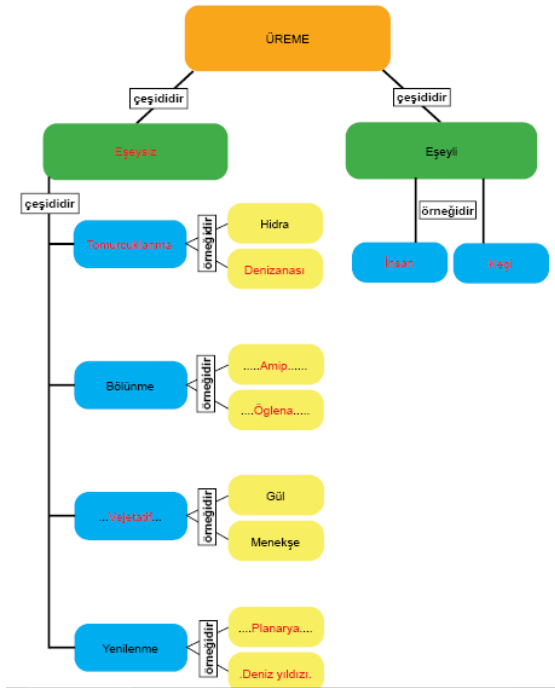 ÜREME
çeşididir
çeşididir
Eşeysız
Eşeyli
çeşididir
örneğidir
İnsan
Keçi
Tomurcuklanma
örneğidir
Hidra
Denizanası
Bölünme
örneğidir
.....Amip......
....Öglena.....
...Vejetatif...
örneğidir
Gül
Menekşe
Yenilenme
örneğidir
....Planarya....
.Deniz yıldızı.